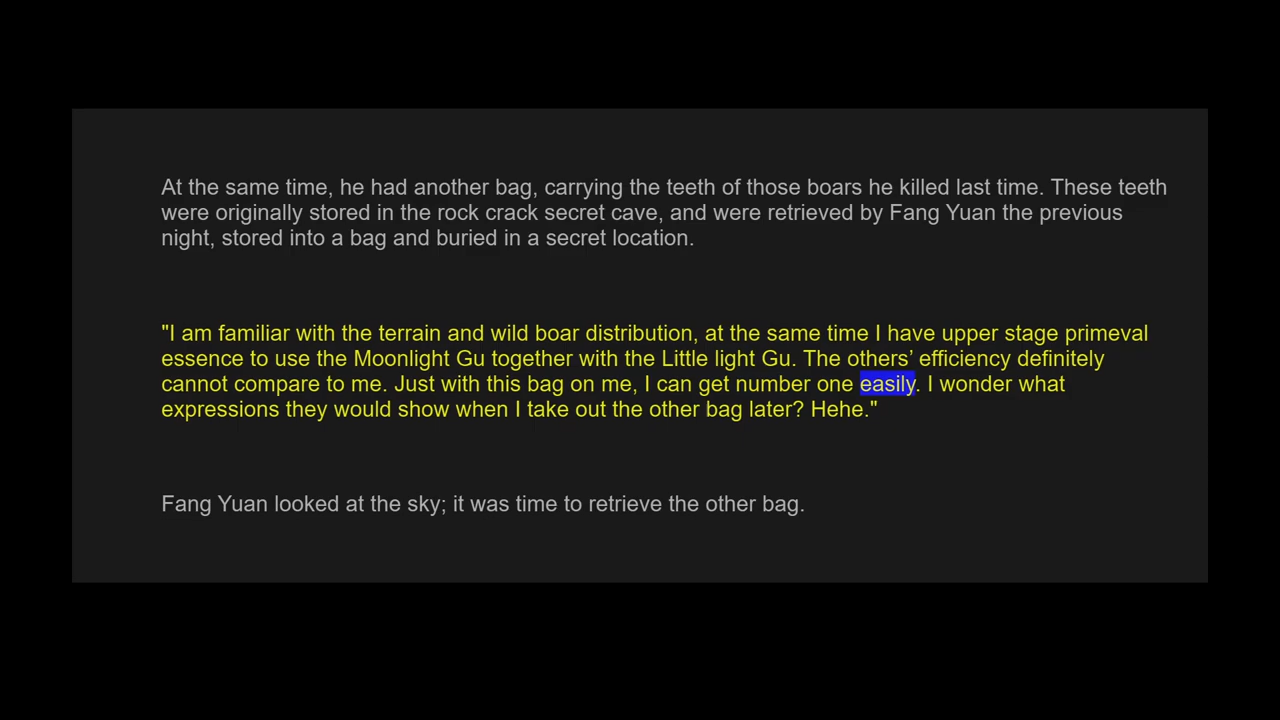 At the same time, he had another bag, carrying the teeth of those boars he killed last time. These teeth
were originally stored in the rock crack secret cave, and were retrieved by Fang Yuan the previous
night, stored into a bag and buried in a secret location.
"I am familiar with the terrain and wild boar distribution, at the same time I have upper stage primeval
essence to use the Moonlight Gu together with the Little light Gu. The others’ efficiency definitely
cannot compare to me. Just with this bag on me, I can get number one easily. I wonder what
expressions they would show when I take out the other bag later? Hehe."
Fang Yuan looked at the sky; it was time to retrieve the other bag.